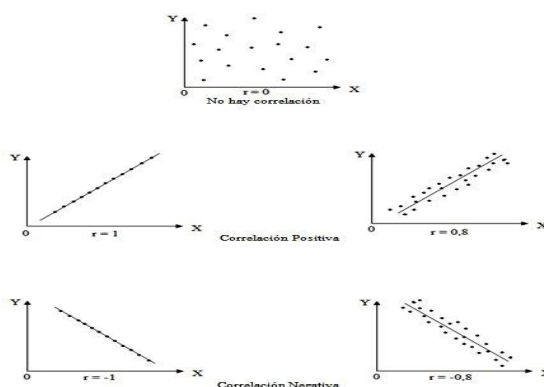 Y
0 r = 0 X
No hay correlación
Y Y
0 r = 1 X 0 r = 0,8 X
Correlación Positiva
Y Y
0 r = -1 X 0 r = -0,8 X
Correlación Negativa